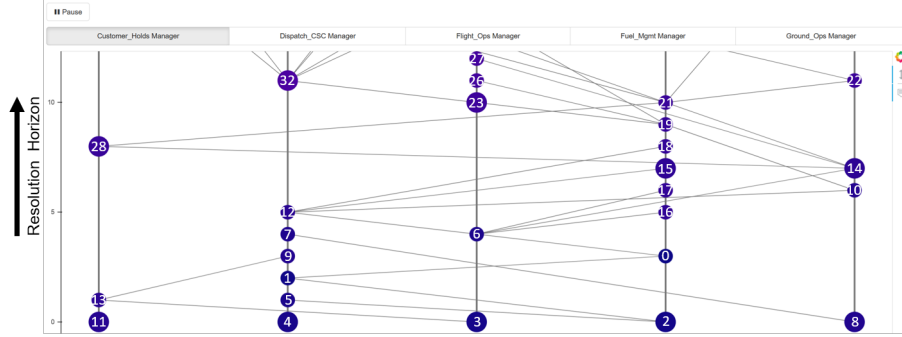 Pause
Customer_Holds Manager Dispatch_CSC Manager Flight_Ops Manager Fuel_Mgmt Manager Ground_Ops Manager
27
32 26 21 22
10 23
19
28 18
15 14
17 10
5 12 16
7 6
9 0
1
13 5
0 11 4 3 2 8
Resolution Horizon